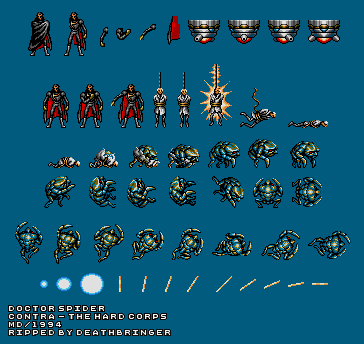 DOCTOR SPIDER
CONTRA - THE HARD CORPS
MD/1994
RIPPED BY DEATHBRINGER